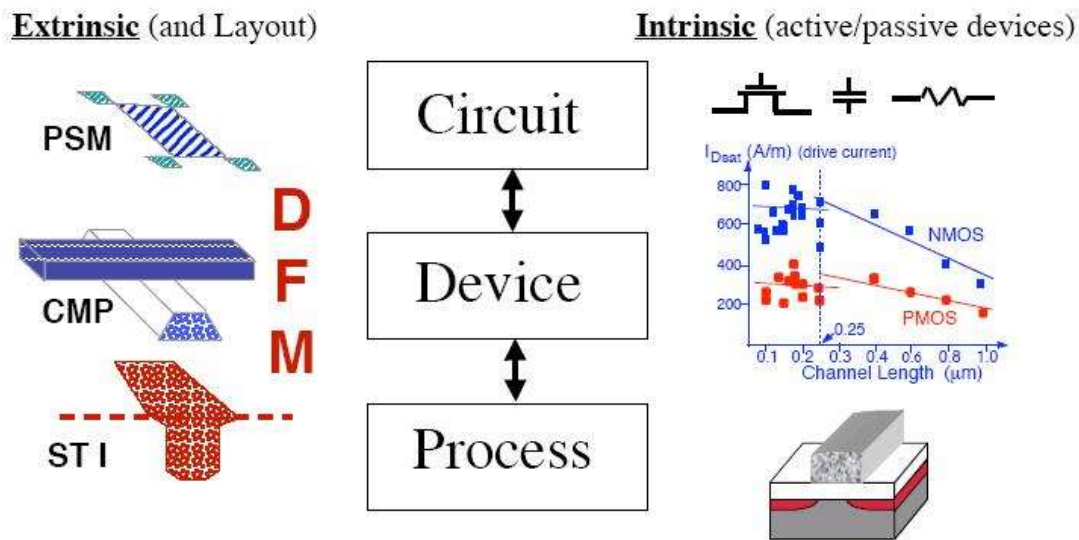 Extrinsic (and Layout)
Intrinsic (active/passive devices)
PSM
CMP
ST I
D
F
M
Circuit
Device
Process
I Dsat (A/m) (drive current)
800
600
400
200
NMOS
PMOS
0.25
0.1 0.2 0.3 0.4 0.6 0.8 1.0
Channel Length (μm)